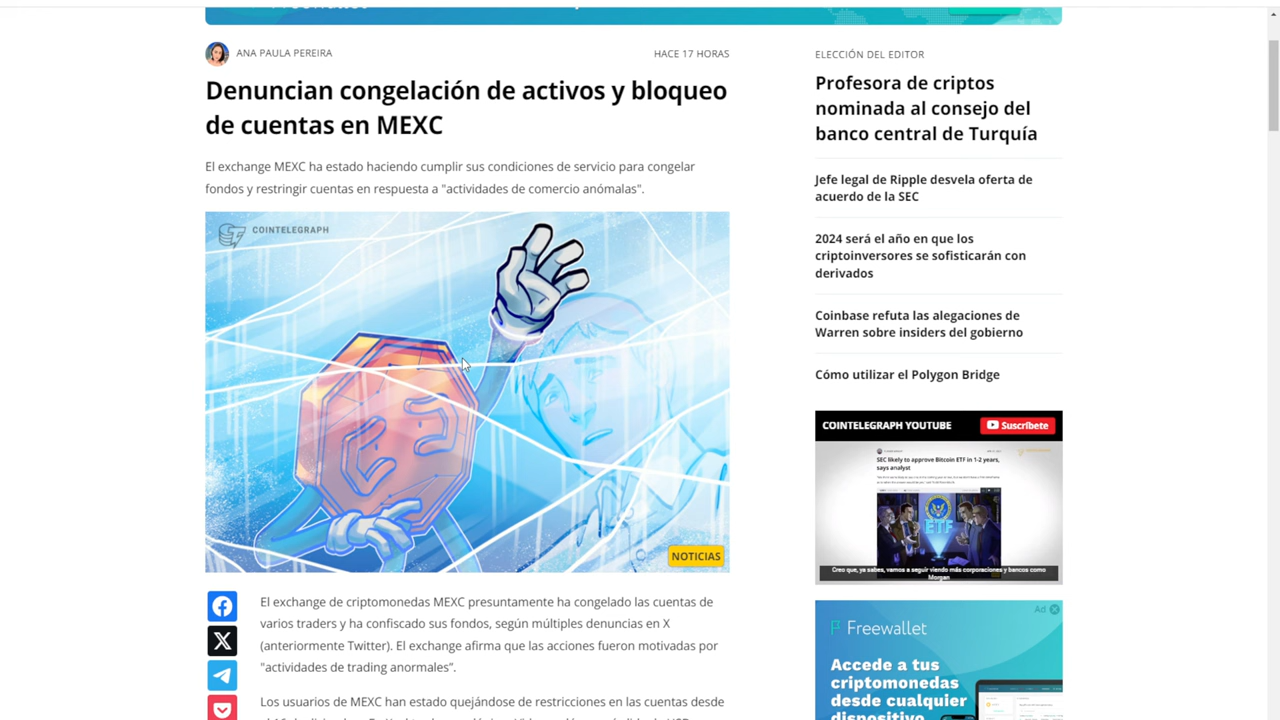 ANA PAULA PEREIRA
HACE 17 HORAS
Denuncian congelación de activos y bloqueo
de cuentas en MEXC
El exchange MEXC ha estado haciendo cumplir sus condiciones de servicio para congelar
fondos y restringir cuentas en respuesta a "actividades de comercio anómalas".
COINTELEGRAPH
NOTICIAS
El exchange de criptomonedas MEXC presuntamente ha congelado las cuentas de
varios traders y ha confiscado sus fondos, según múltiples denuncias en X
(anteriormente Twitter). El exchange afirma que las acciones fueron motivadas por
"actividades de trading anormales".
Los usuarios de MEXC han estado quejándose de restricciones en las cuentas desde
ELECCIÓN DEL EDITOR
Profesora de criptos
nominada al consejo del
banco central de Turquía
Jefe legal de Ripple desvela oferta de
acuerdo de la SEC
2024 será el año en que los
criptoinversores se sofisticarán con
derivados
Coinbase refuta las alegaciones de
Warren sobre insiders del gobierno
Cómo utilizar el Polygon Bridge
COINTELEGRAPH YOUTUBE
Suscríbete
SEC likely to approve Bitcoin ETF in 1-2 years,
says analyst
ETF
Creo que, ya sabes, vamos a seguir viendo más corporaciones y bancos como
Morgan
Ad
Freewallet
Accede a tus
criptomonedas
desde cualquier
dispositivo